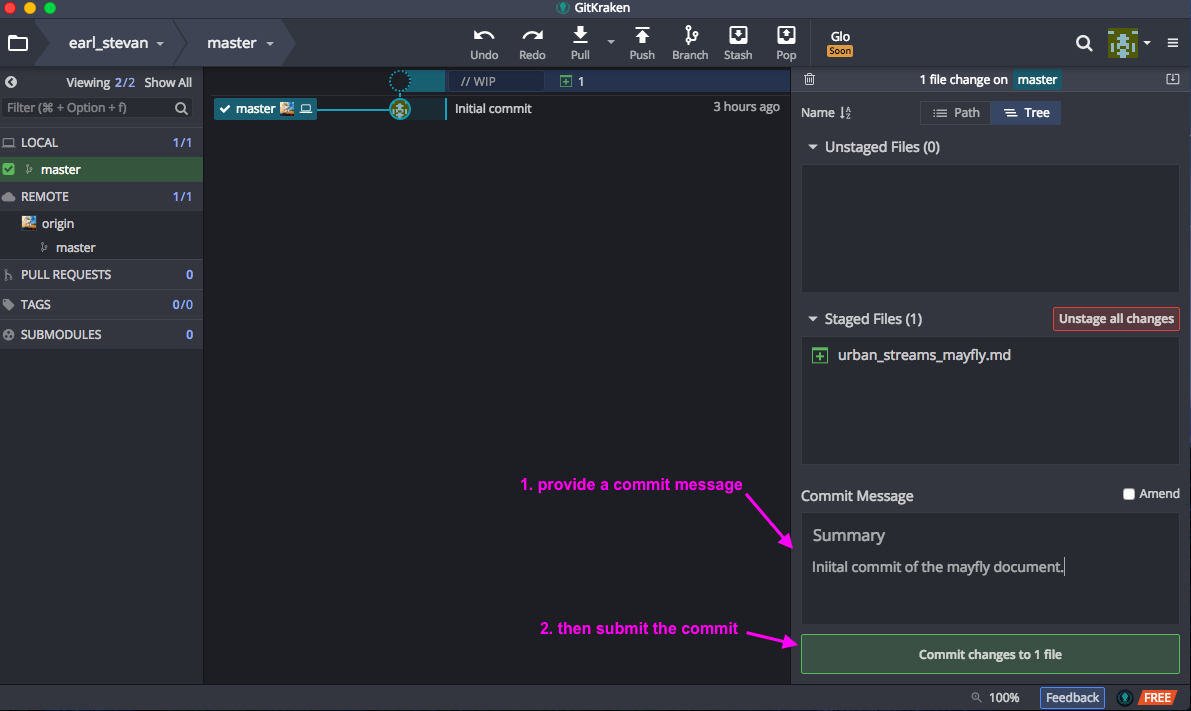 GitKraken
earl_stevan
master
Undo
Redo
Pull
Push
Branch
Stash
Pop
Glo
Soon
Viewing 2/2 Show All
Filter (⌘ + Option + f)
LOCAL 1/1
master
REMOTE 1/1
origin
master
PULL REQUESTS 0
TAGS 0/0
SUBMODULES 0
// WIP 1
master Initial commit 3 hours ago
1 file change on master
Name Path Tree
Unstaged Files (0)
Staged Files (1) Unstage all changes
urban_streams_mayfly.md
1. provide a commit message
Commit Message Amend
Summary
Iniital commit of the mayfly document.
2. then submit the commit
Commit changes to 1 file
100% Feedback FREE